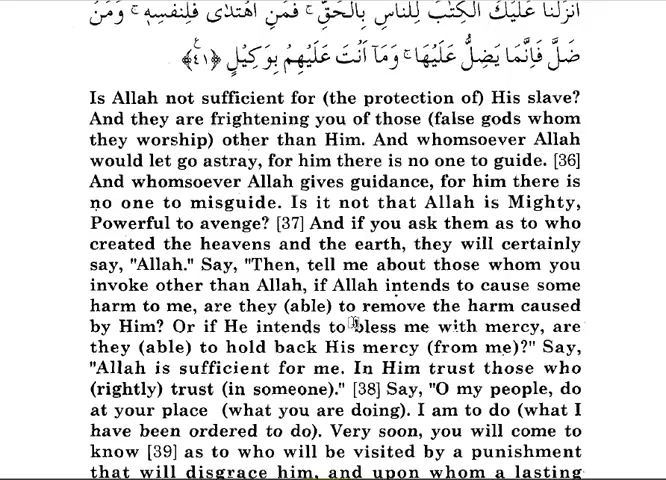 اَنْزَلْنَا عَلَيْكَ الْكِتٰبَ لِلنَّاسِ بِالْحَقِّ ۚ فَمَنِ اهْتَدٰى فَلِنَفْسِهٖ ۚ وَمَنْ
ضَلَّ فَاِنَّمَا يَضِلُّ عَلَيْهَا ۚ وَمَآ اَنْتَ عَلَيْهِمْ بِوَكِيْلٍ ﴿٤١﴾ ع
Is Allah not sufficient for (the protection of) His slave?
And they are frightening you of those (false gods whom
they worship) other than Him. And whomsoever Allah
would let go astray, for him there is no one to guide. [36]
And whomsoever Allah gives guidance, for him there is
no one to misguide. Is it not that Allah is Mighty,
Powerful to avenge? [37] And if you ask them as to who
created the heavens and the earth, they will certainly
say, "Allah." Say, "Then, tell me about those whom you
invoke other than Allah, if Allah intends to cause some
harm to me, are they (able) to remove the harm caused
by Him? Or if He intends to bless me with mercy, are
they (able) to hold back His mercy (from me)?" Say,
"Allah is sufficient for me. In Him trust those who
(rightly) trust (in someone)." [38] Say, "O my people, do
at your place (what you are doing). I am to do (what I
have been ordered to do). Very soon, you will come to
know [39] as to who will be visited by a punishment
that will disgrace him, and upon whom a lasting